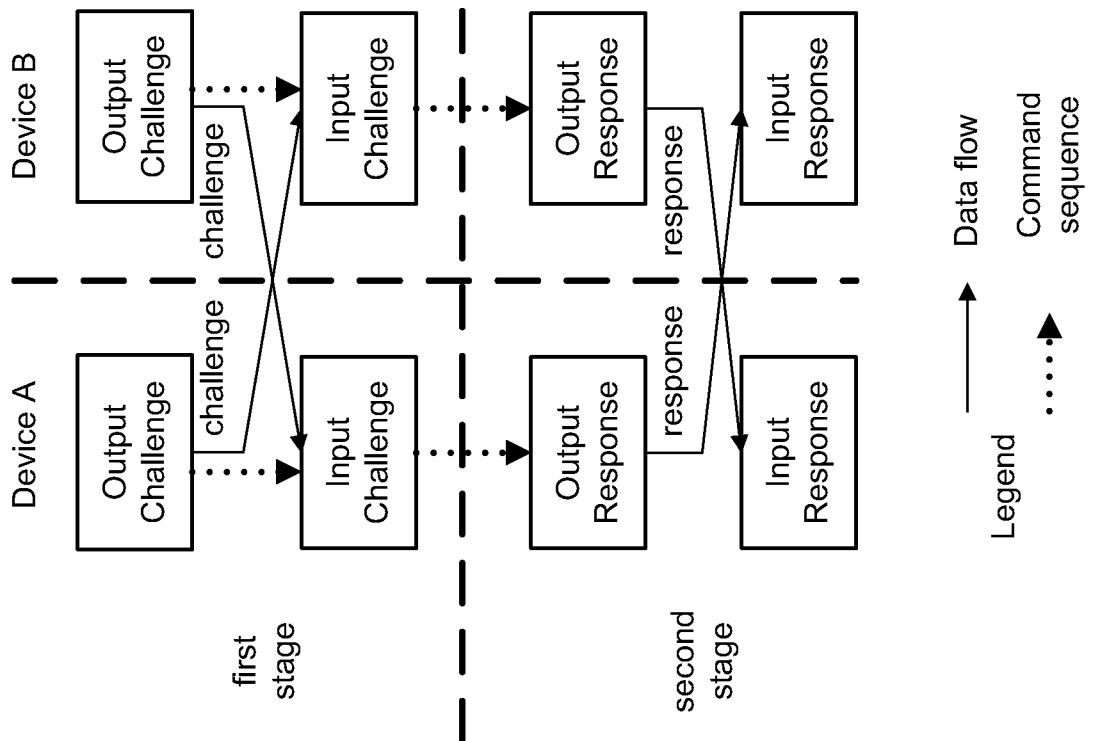 Device A
Device B
Output
Challenge
Output
Challenge
challenge
challenge
first
stage
Input
Challenge
Input
Challenge
Output
Response
Output
Response
response
response
second
stage
Input
Response
Input
Response
Legend
Data flow
Command
sequence